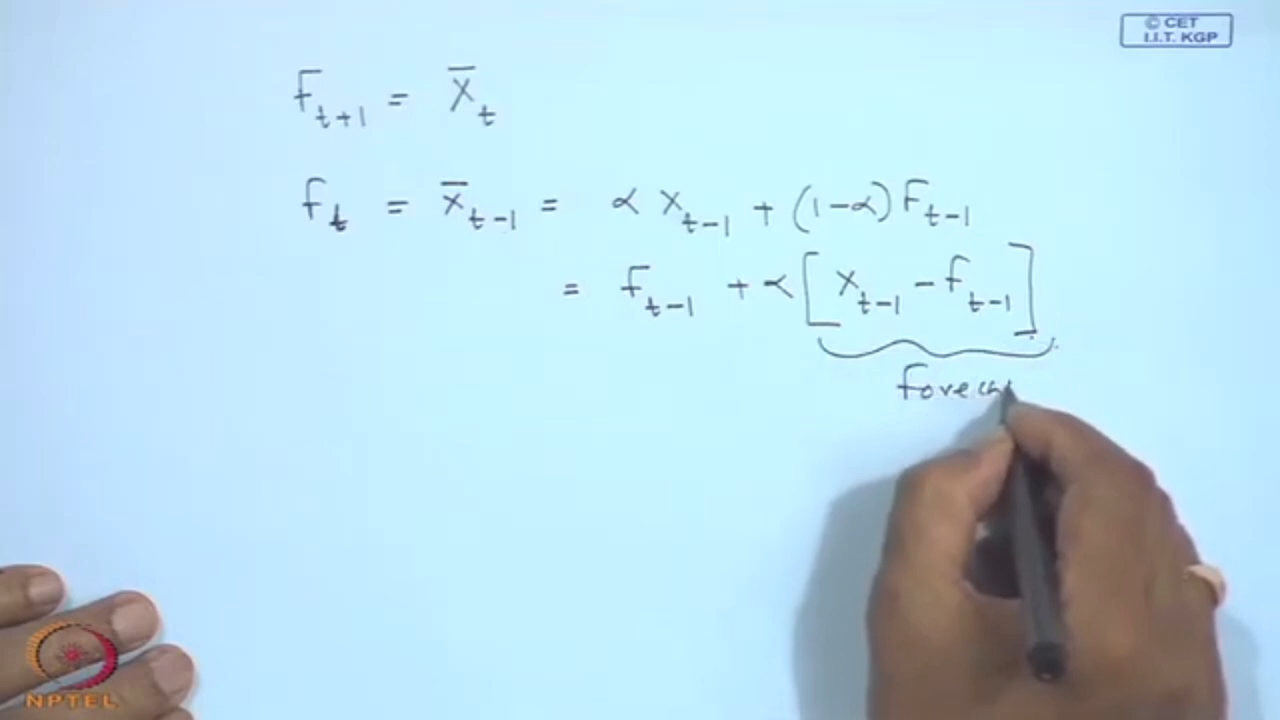 © CET
I.I.T. KGP
F_{t+1} = X̄_t
f_t = x̄_{t-1} = α x_{t-1} + (1-α) F_{t-1}
= F_{t-1} + α [ x_{t-1} - f_{t-1} ]
Foreca
NPTEL